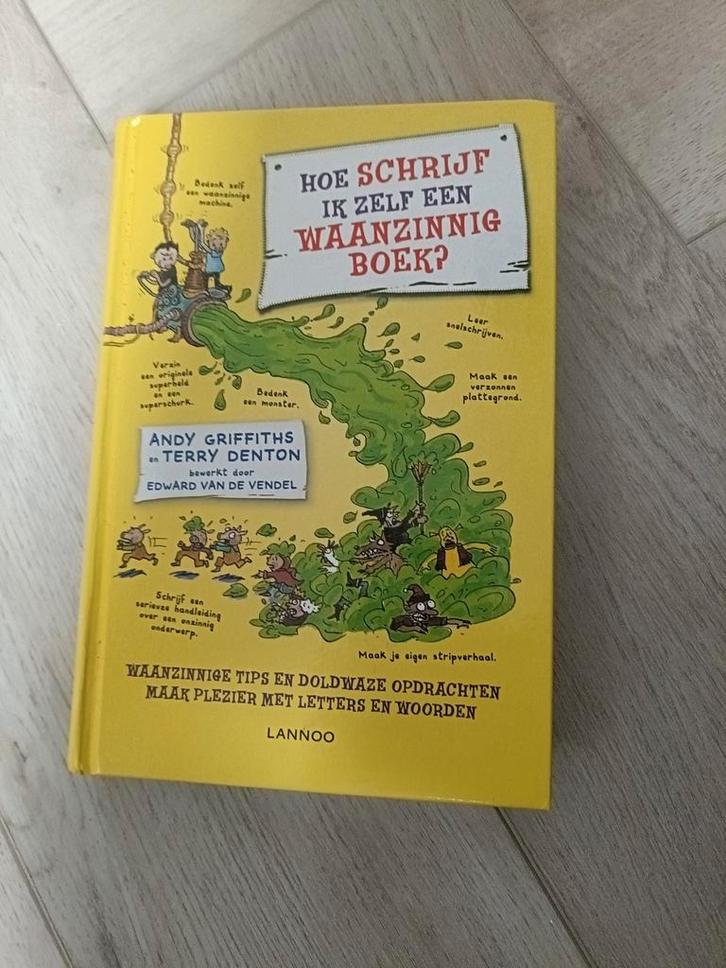 Bedenk zelf
een waanzinnige
machine.
HOE SCHRIJF
IK ZELF EEN
WAANZINNIG
BOEK?
Leer
snelschrijven.
Verzin
een originele
superheld
en een
superschurk.
Bedenk
een monster.
Maak een
verzonnen
plattegrond.
ANDY GRIFFITHS
en TERRY DENTON
bewerkt door
EDWARD VAN DE VENDEL
Schrijf een
serieuze handleiding
over een onzinnig
onderwerp.
Maak je eigen stripverhaal.
WAANZINNIGE TIPS EN DOLDWAZE OPDRACHTEN
MAAK PLEZIER MET LETTERS EN WOORDEN
LANNOO